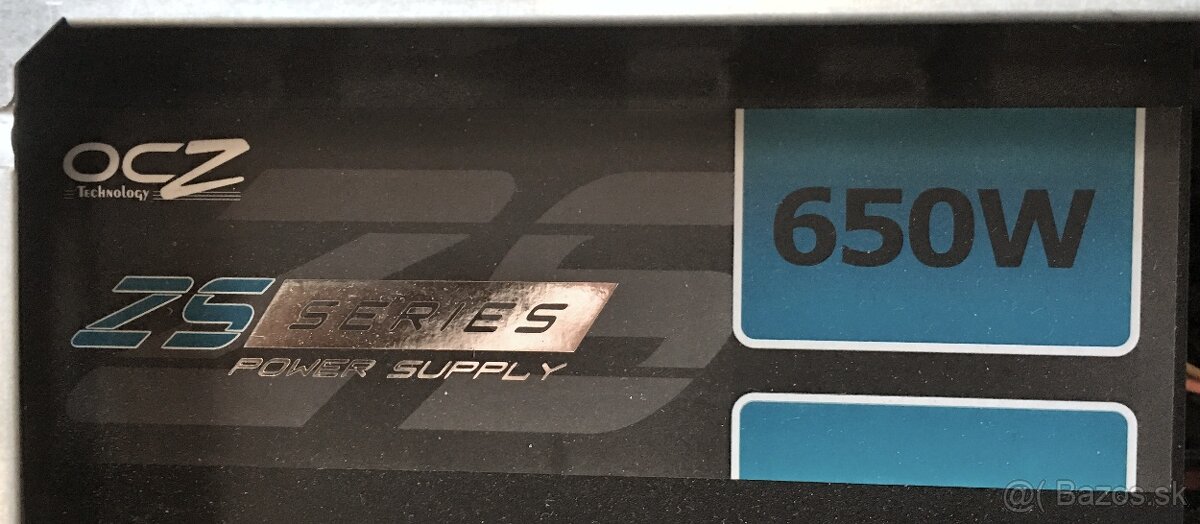 OCZ
Technology
650W
ZS SERIES
POWER SUPPLY
@( Bazos.sk